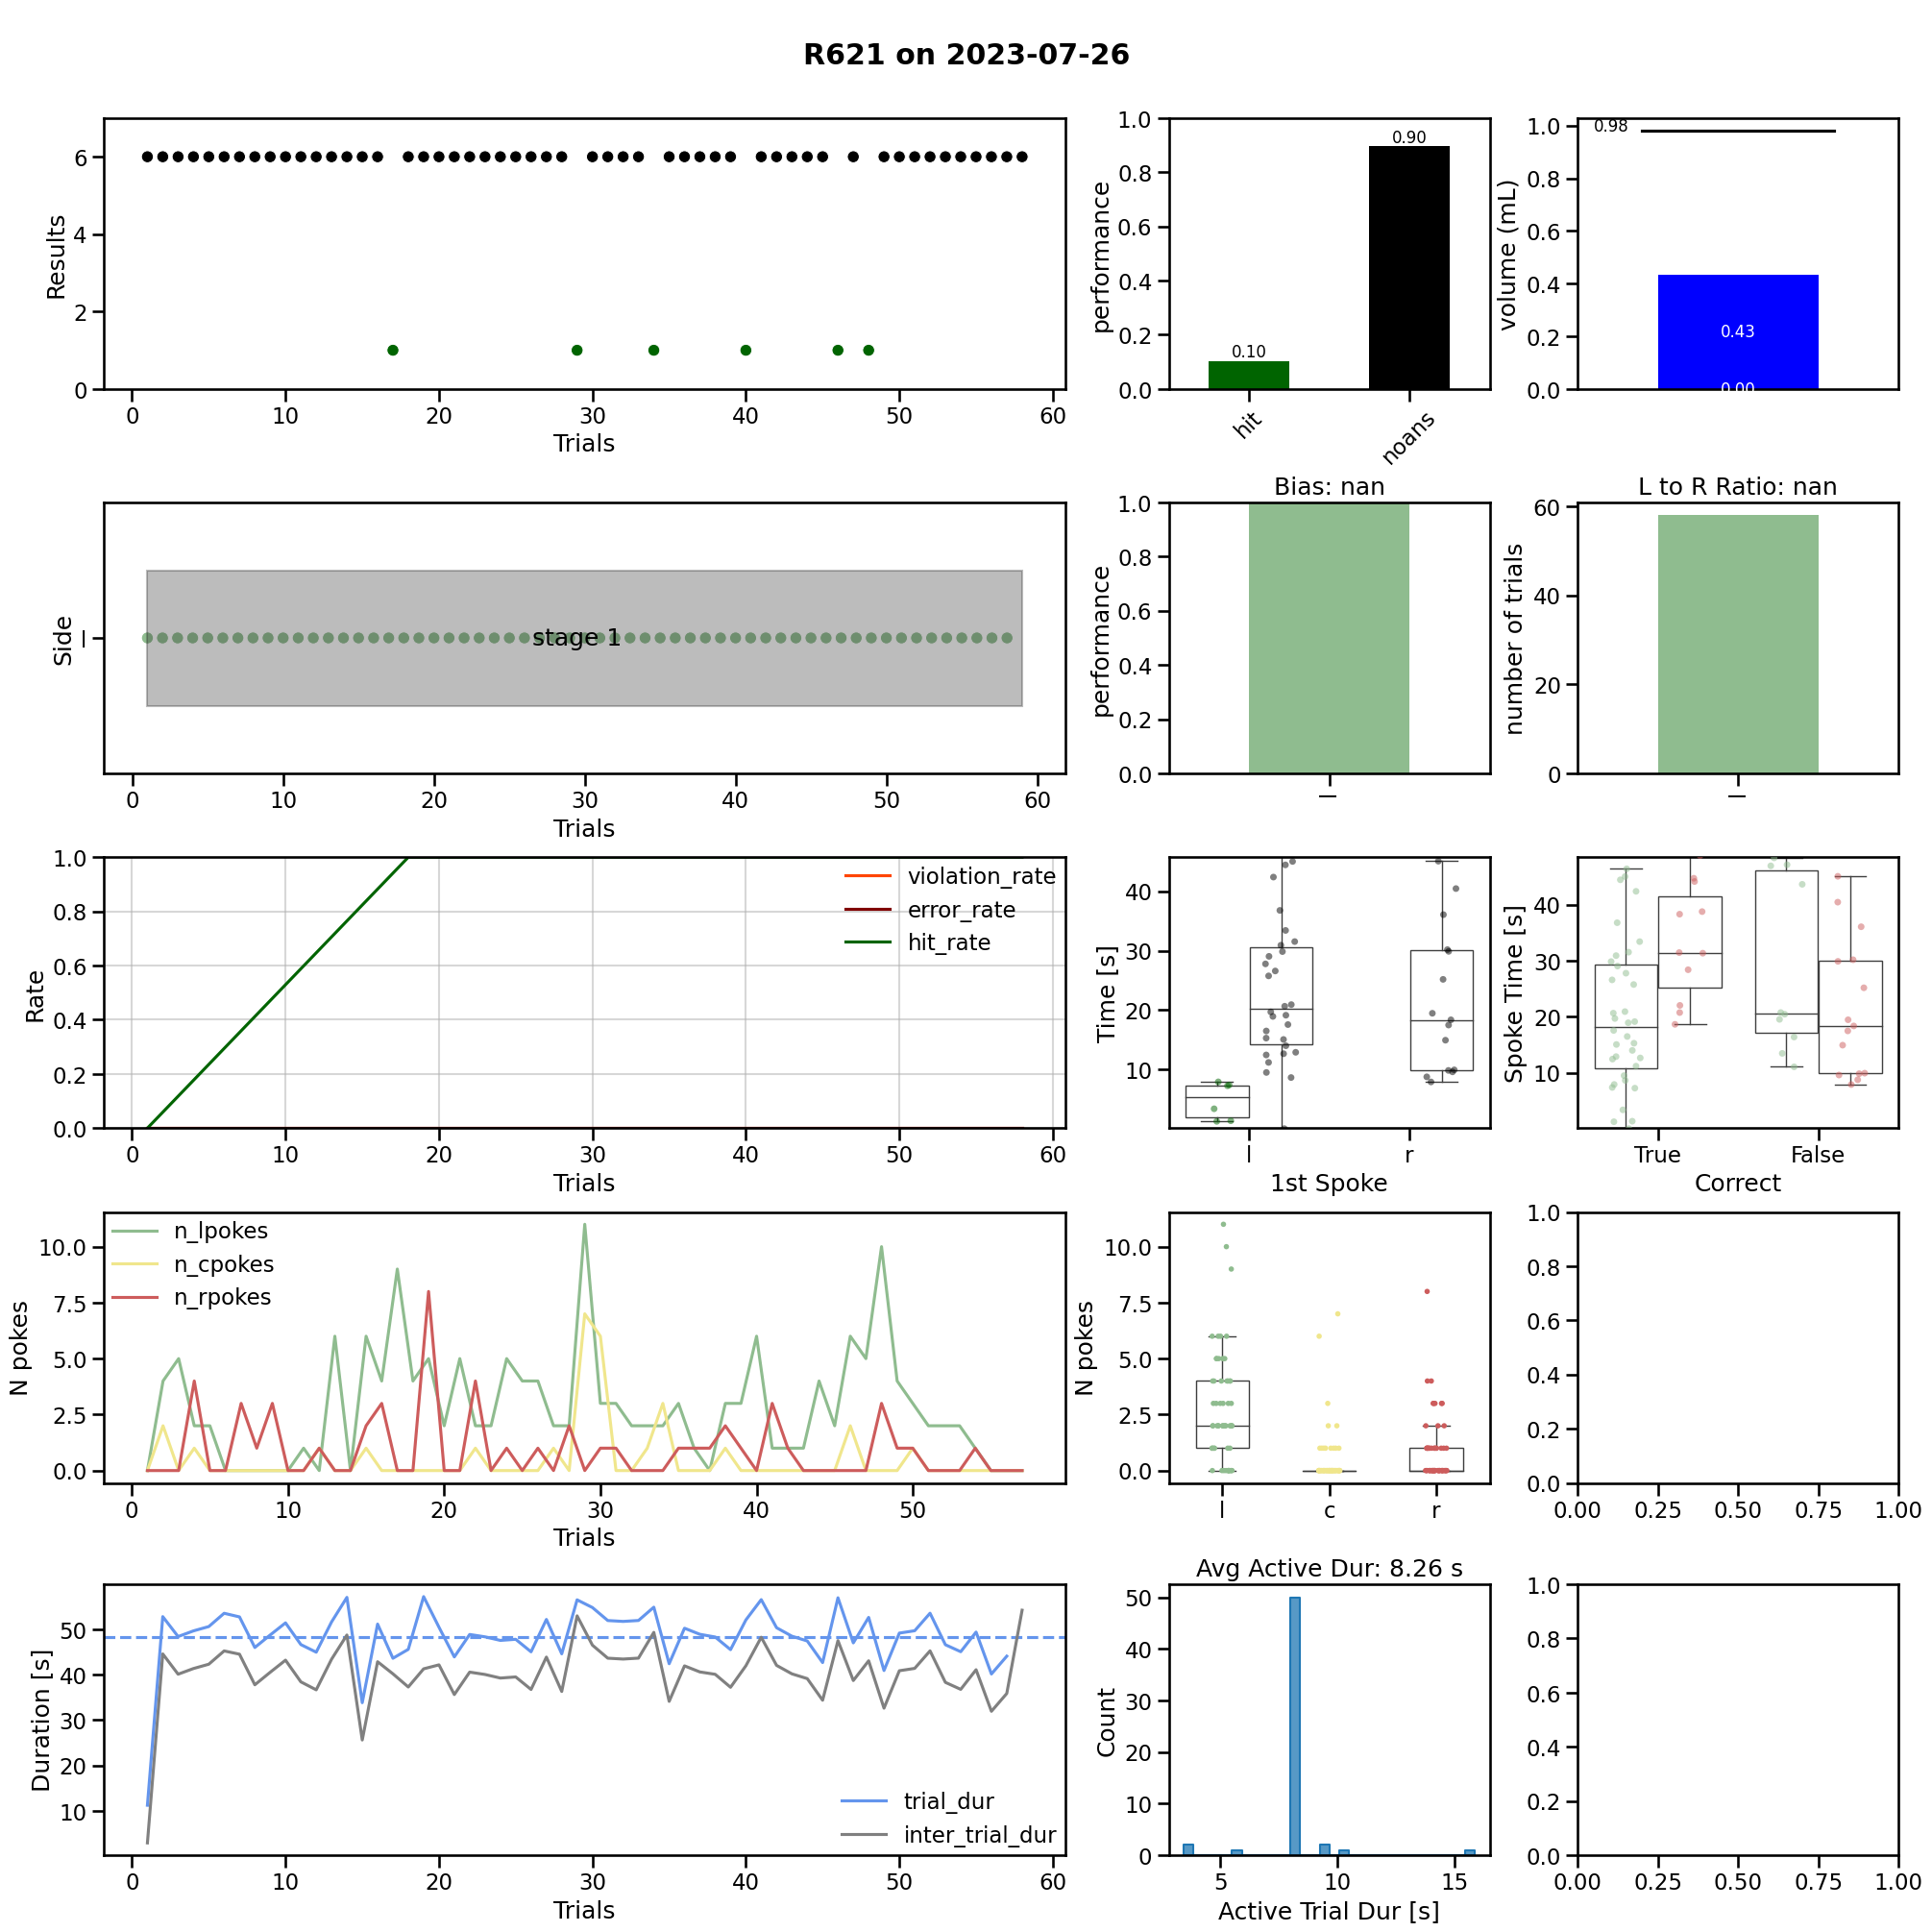 R621 on 2023-07-26
Results
0
2
4
6
0 10 20 30 40 50 60
Trials
performance
0.0
0.2
0.4
0.6
0.8
1.0
0.10
0.90
hit
noans
volume (mL)
0.0
0.2
0.4
0.6
0.8
1.0
0.98
0.43
0.00
Side
l
stage 1
0 10 20 30 40 50 60
Trials
Bias: nan
performance
0.0
0.2
0.4
0.6
0.8
1.0
l
L to R Ratio: nan
number of trials
0
20
40
60
l
Rate
0.0
0.2
0.4
0.6
0.8
1.0
violation_rate
error_rate
hit_rate
0 10 20 30 40 50 60
Trials
Time [s]
10
20
30
40
l r
1st Spoke
Spoke Time [s]
10
20
30
40
True False
Correct
N pokes
0.0
2.5
5.0
7.5
10.0
n_lpokes
n_cpokes
n_rpokes
0 10 20 30 40 50
Trials
N pokes
0.0
2.5
5.0
7.5
10.0
l c r
0.0
0.2
0.4
0.6
0.8
1.0
0.00 0.25 0.50 0.75 1.00
Duration [s]
10
20
30
40
50
trial_dur
inter_trial_dur
0 10 20 30 40 50 60
Trials
Avg Active Dur: 8.26 s
Count
0
10
20
30
40
50
5 10 15
Active Trial Dur [s]
0.0
0.2
0.4
0.6
0.8
1.0
0.00 0.25 0.50 0.75 1.00